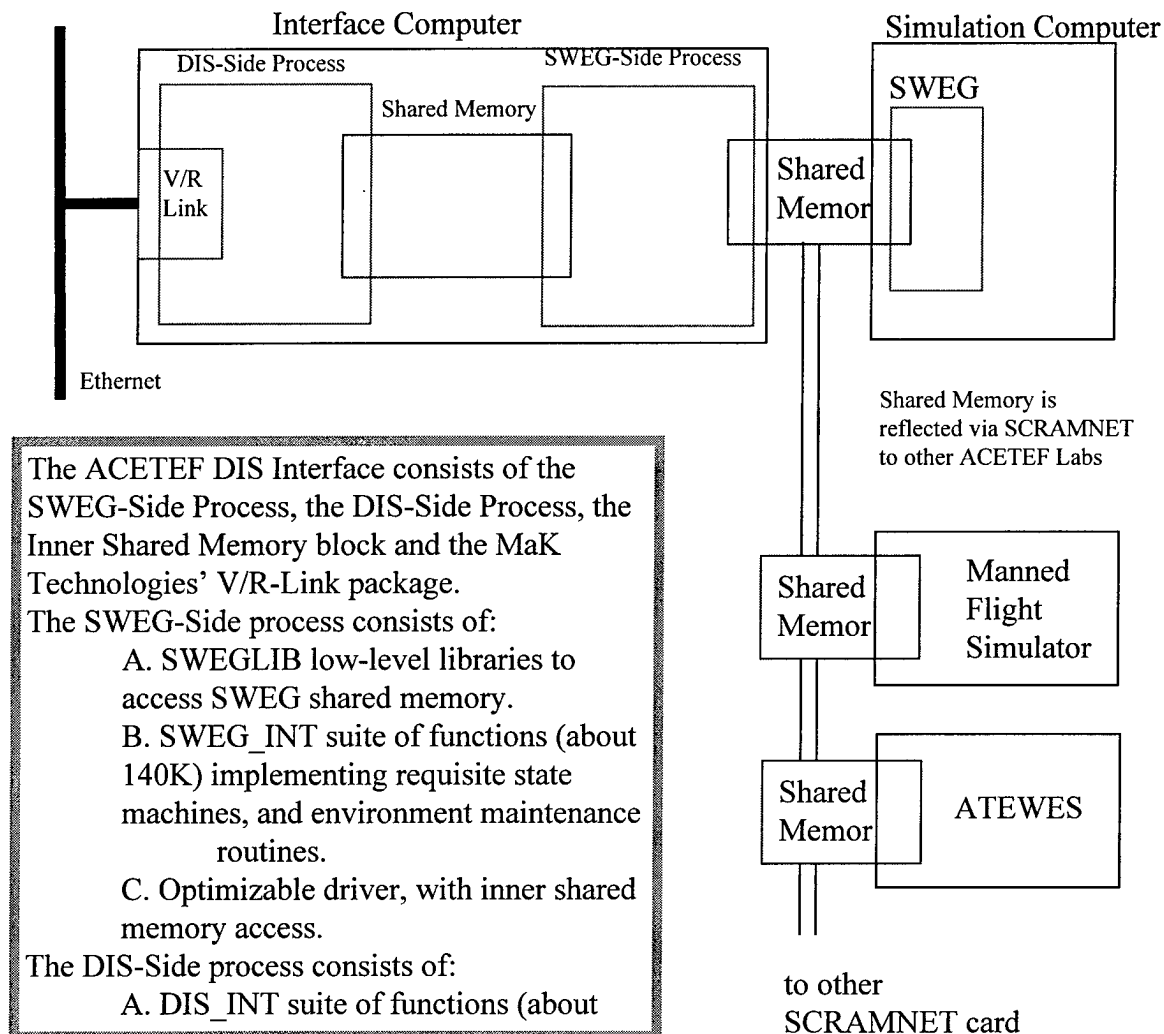 Interface Computer
Simulation Computer
DIS-Side Process
SWEG-Side Process
Shared Memory
SWEG
V/R
Link
Shared
Memor
Ethernet
Shared Memory is
reflected via SCRAMNET
to other ACETEF Labs
The ACETEF DIS Interface consists of the
SWEG-Side Process, the DIS-Side Process, the
Inner Shared Memory block and the MaK
Technologies' V/R-Link package.
The SWEG-Side process consists of:
A. SWEGLIB low-level libraries to
access SWEG shared memory.
B. SWEG_INT suite of functions (about
140K) implementing requisite state
machines, and environment maintenance
routines.
C. Optimizable driver, with inner shared
memory access.
The DIS-Side process consists of:
A. DIS_INT suite of functions (about
Shared
Memor
Manned
Flight
Simulator
Shared
Memor
ATEWES
to other
SCRAMNET card